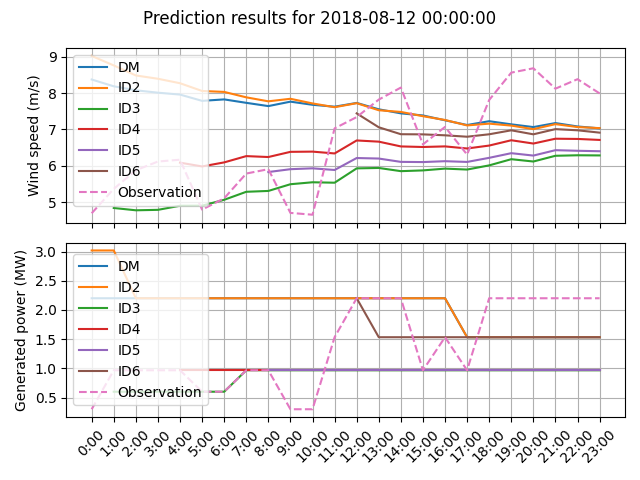 Prediction results for 2018-08-12 00:00:00
Wind speed (m/s)
9
8
7
6
5
DM
ID2
ID3
ID4
ID5
ID6
Observation
Generated power (MW)
3.0
2.5
2.0
1.5
1.0
0.5
DM
ID2
ID3
ID4
ID5
ID6
Observation
0:00
1:00
2:00
3:00
4:00
5:00
6:00
7:00
8:00
9:00
10:00
11:00
12:00
13:00
14:00
15:00
16:00
17:00
18:00
19:00
20:00
21:00
22:00
23:00